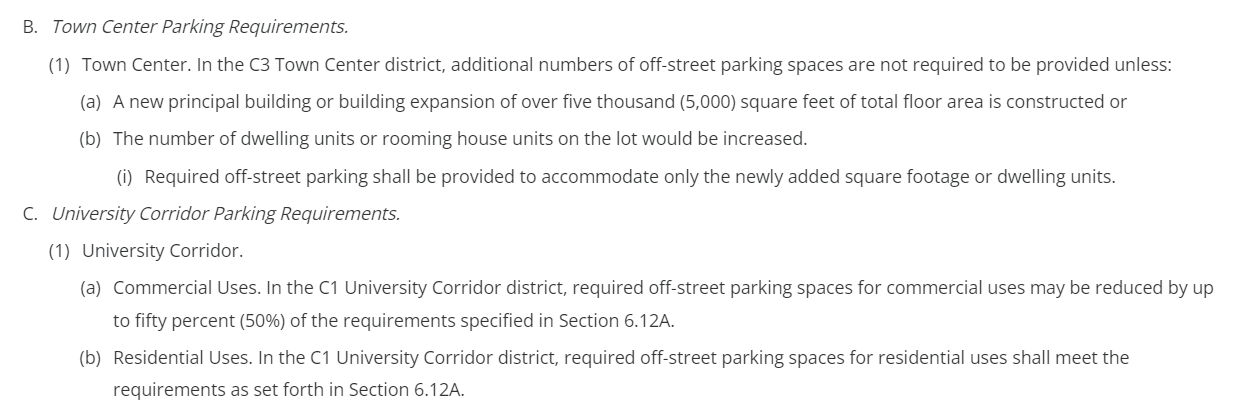 B. Town Center Parking Requirements.
(1) Town Center. In the C3 Town Center district, additional numbers of off-street parking spaces are not required to be provided unless:
(a) A new principal building or building expansion of over five thousand (5,000) square feet of total floor area is constructed or
(b) The number of dwelling units or rooming house units on the lot would be increased.
(i) Required off-street parking shall be provided to accommodate only the newly added square footage or dwelling units.
C. University Corridor Parking Requirements.
(1) University Corridor.
(a) Commercial Uses. In the C1 University Corridor district, required off-street parking spaces for commercial uses may be reduced by up
to fifty percent (50%) of the requirements specified in Section 6.12A.
(b) Residential Uses. In the C1 University Corridor district, required off-street parking spaces for residential uses shall meet the
requirements as set forth in Section 6.12A.